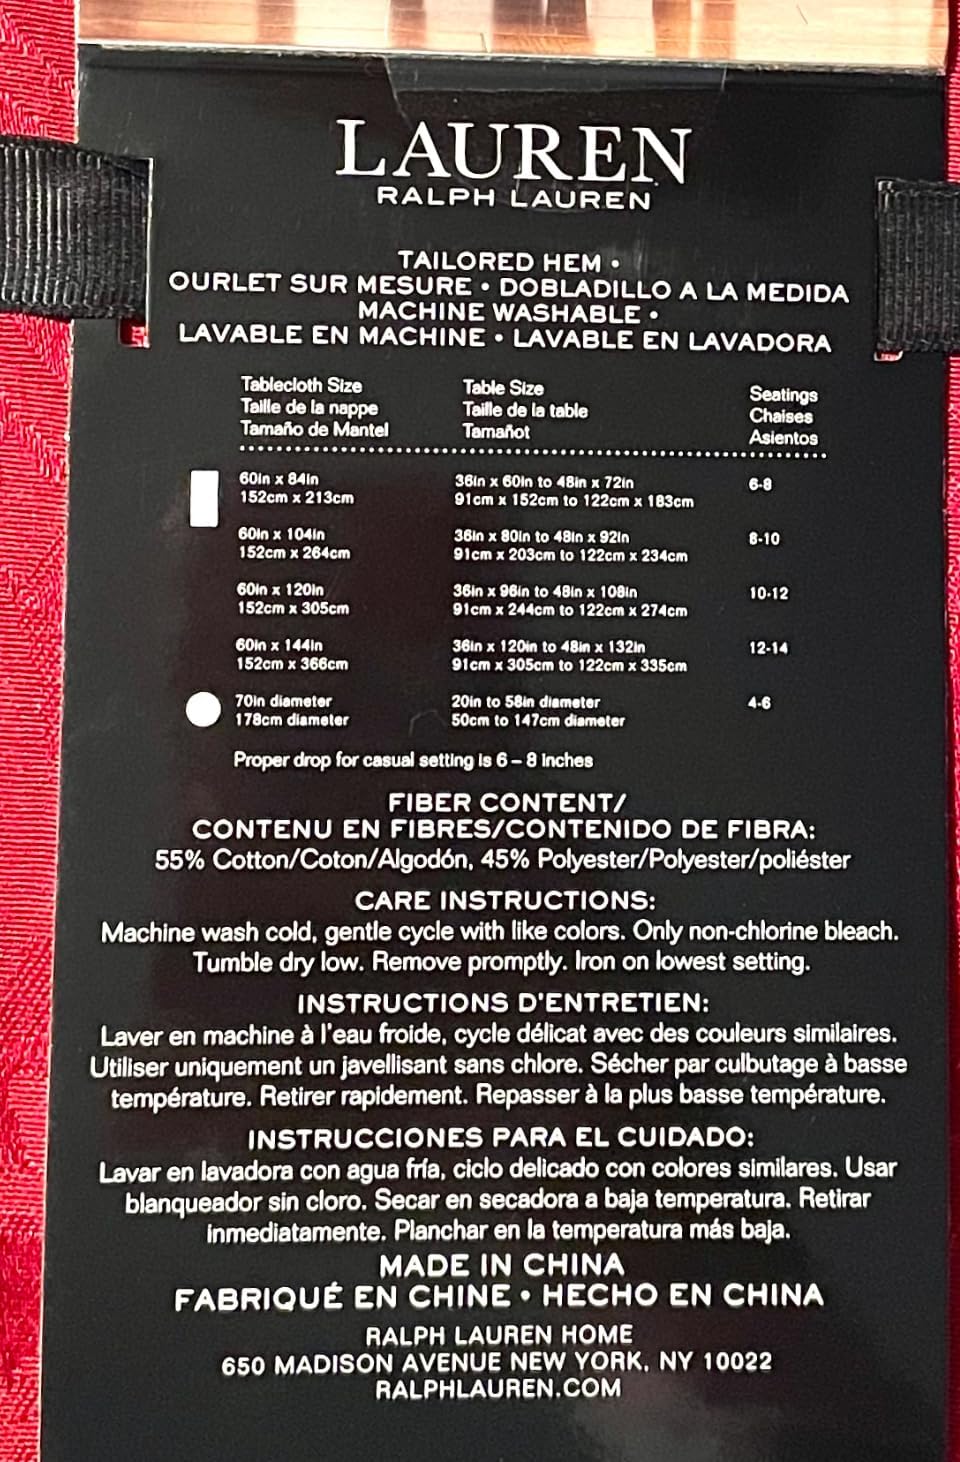 LAUREN
RALPH LAUREN
TAILORED HEM •
OURLET SUR MESURE • DOBLADILLO A LA MEDIDA
MACHINE WASHABLE •
LAVABLE EN MACHINE • LAVABLE EN LAVADORA
Tablecloth Size Table Size Seatings
Taille de la nappe Taille de la table Chaises
Tamaño de Mantel Tamañot Asientos
60in x 84in 36in x 60in to 48in x 72in 6-8
152cm x 213cm 91cm x 152cm to 122cm x 183cm
60in x 104in 36in x 80in to 48in x 92in 8-10
152cm x 264cm 91cm x 203cm to 122cm x 234cm
60in x 120in 36in x 96in to 48in x 108in 10-12
152cm x 305cm 91cm x 244cm to 122cm x 274cm
60in x 144in 36in x 120in to 48in x 132in 12-14
152cm x 366cm 91cm x 305cm to 122cm x 335cm
70in diameter 20in to 58in diameter 4-6
178cm diameter 50cm to 147cm diameter
Proper drop for casual setting is 6 – 8 inches
FIBER CONTENT/
CONTENU EN FIBRES/CONTENIDO DE FIBRA:
55% Cotton/Coton/Algodón, 45% Polyester/Polyester/poliéster
CARE INSTRUCTIONS:
Machine wash cold, gentle cycle with like colors. Only non-chlorine bleach.
Tumble dry low. Remove promptly. Iron on lowest setting.
INSTRUCTIONS D'ENTRETIEN:
Laver en machine à l'eau froide, cycle délicat avec des couleurs similaires.
Utiliser uniquement un javellisant sans chlore. Sécher par culbutage à basse
température. Retirer rapidement. Repasser à la plus basse température.
INSTRUCCIONES PARA EL CUIDADO:
Lavar en lavadora con agua fría, ciclo delicado con colores similares. Usar
blanqueador sin cloro. Secar en secadora a baja temperatura. Retirar
inmediatamente. Planchar en la temperatura más baja.
MADE IN CHINA
FABRIQUÉ EN CHINE • HECHO EN CHINA
RALPH LAUREN HOME
650 MADISON AVENUE NEW YORK, NY 10022
RALPHLAUREN.COM